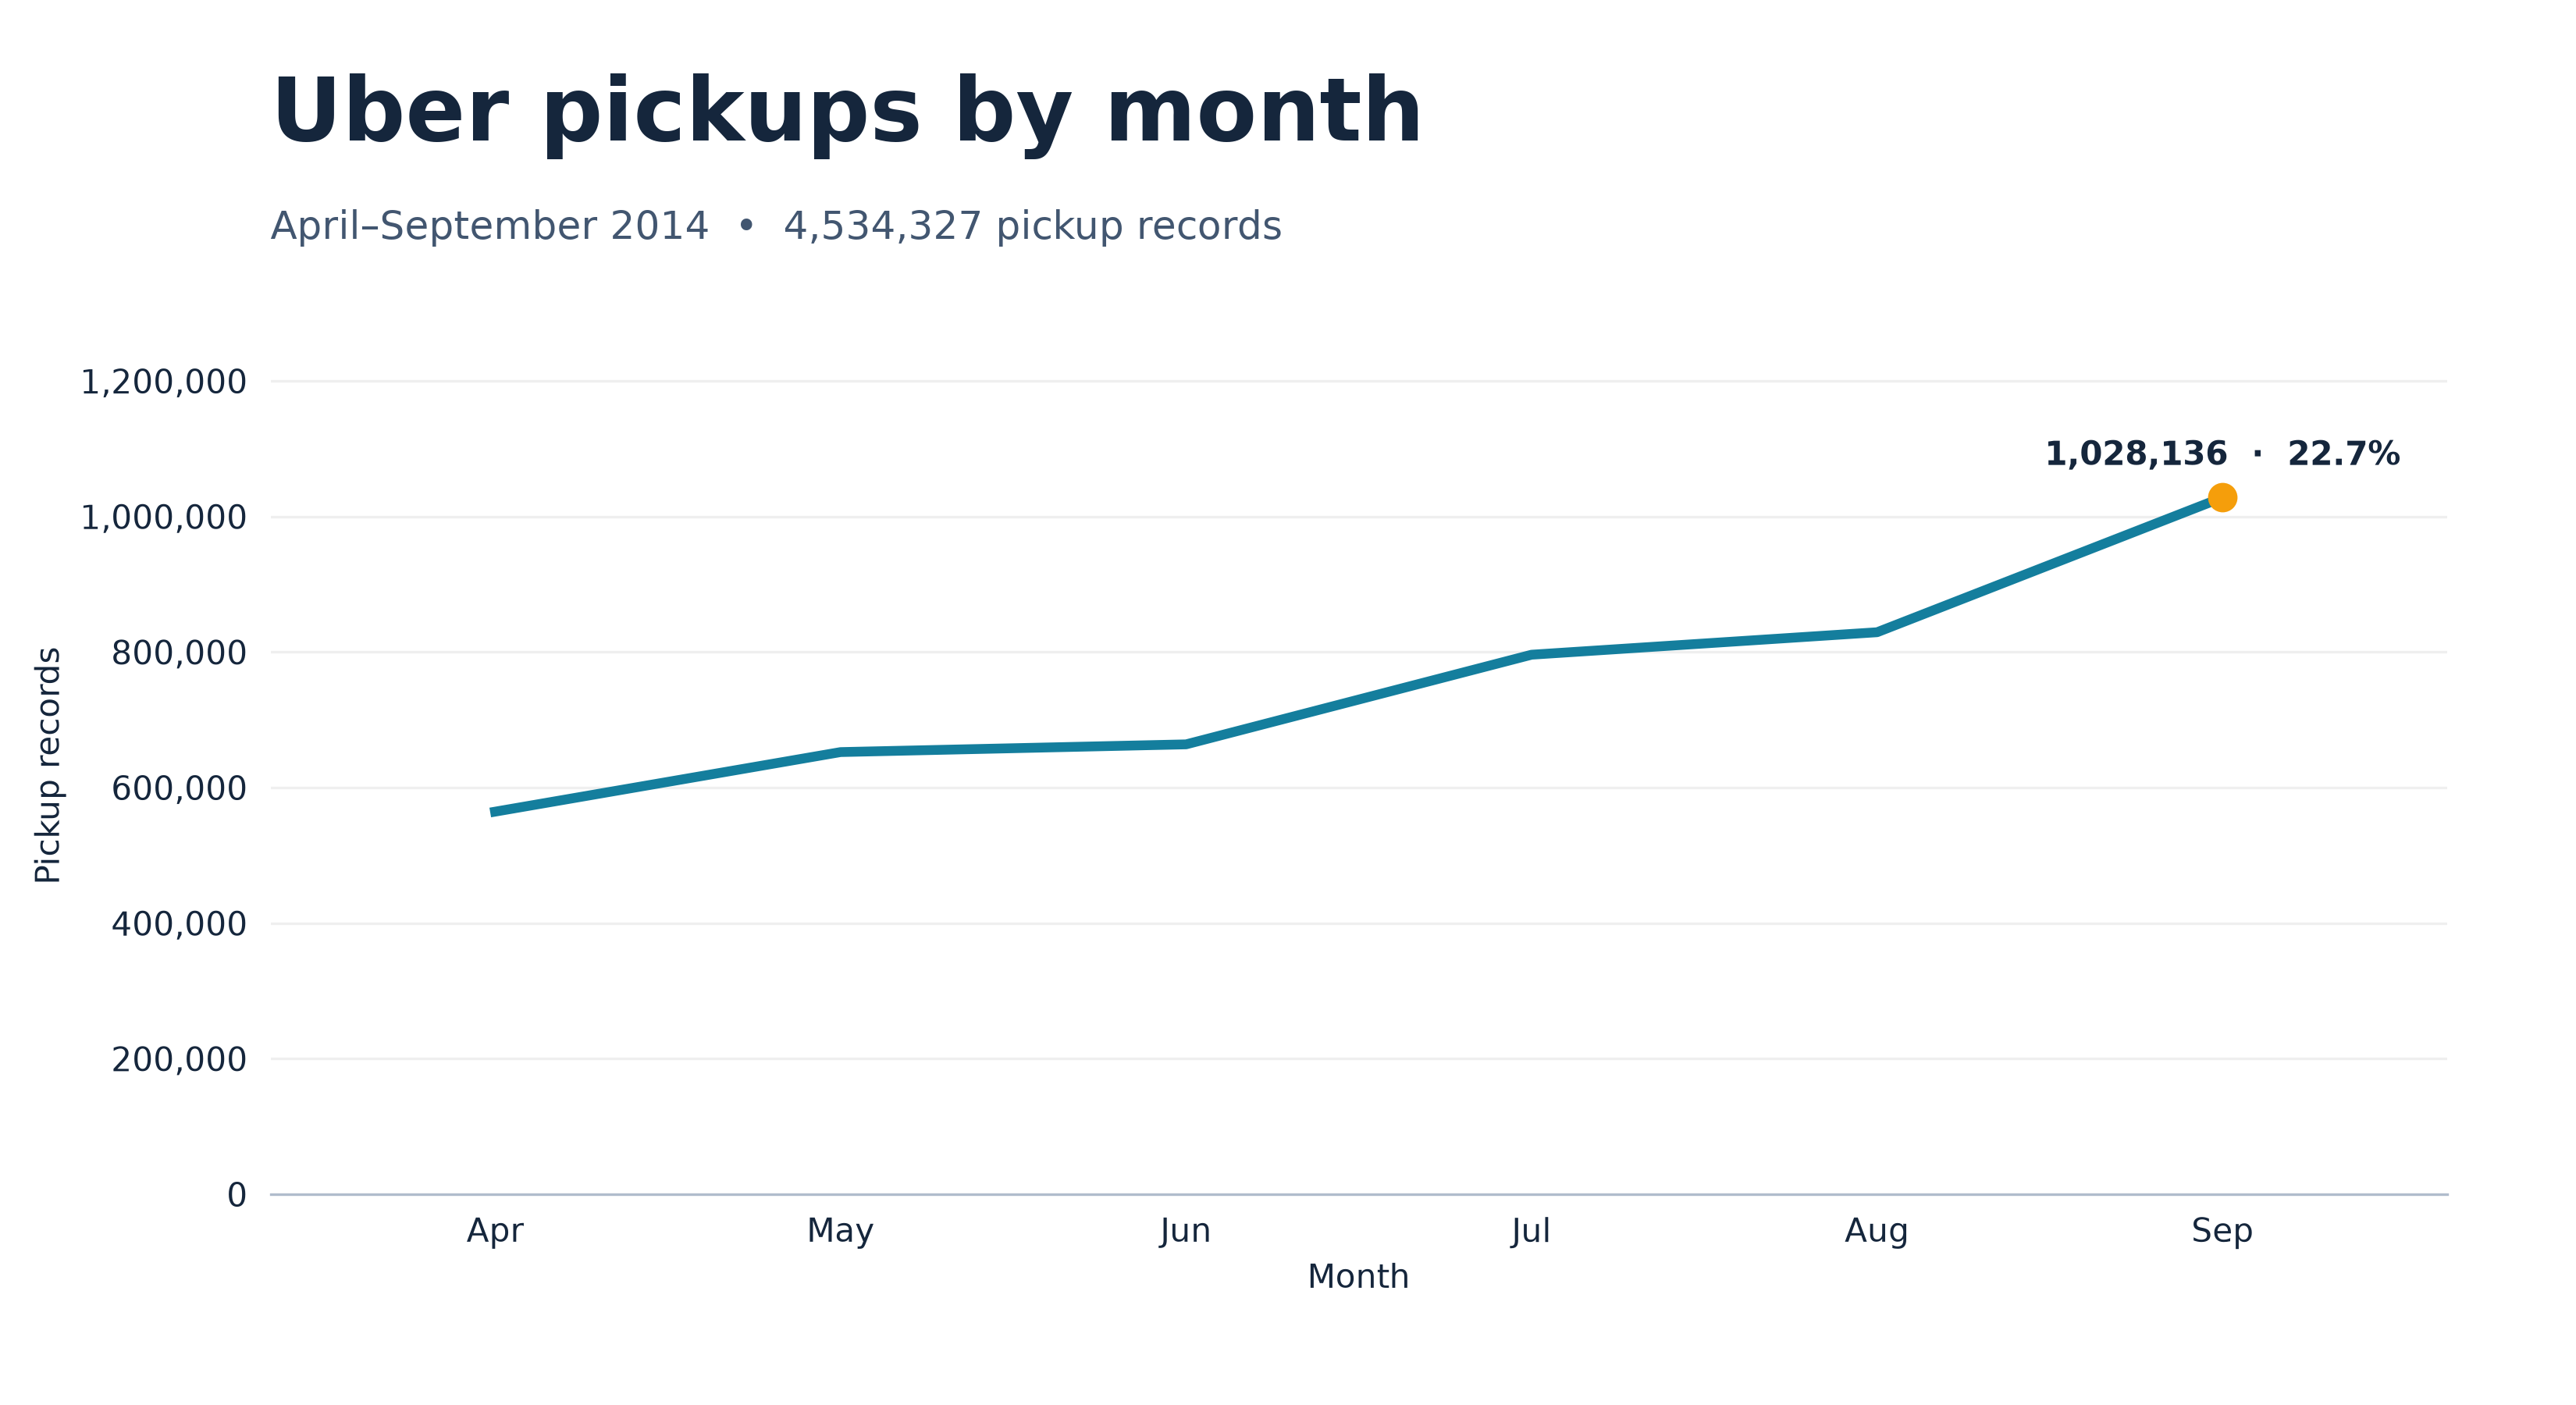 Uber pickups by month
April–September 2014 • 4,534,327 pickup records
1,200,000
1,000,000
800,000
600,000
400,000
200,000
0
Pickup records
1,028,136 · 22.7%
Apr May Jun Jul Aug Sep
Month